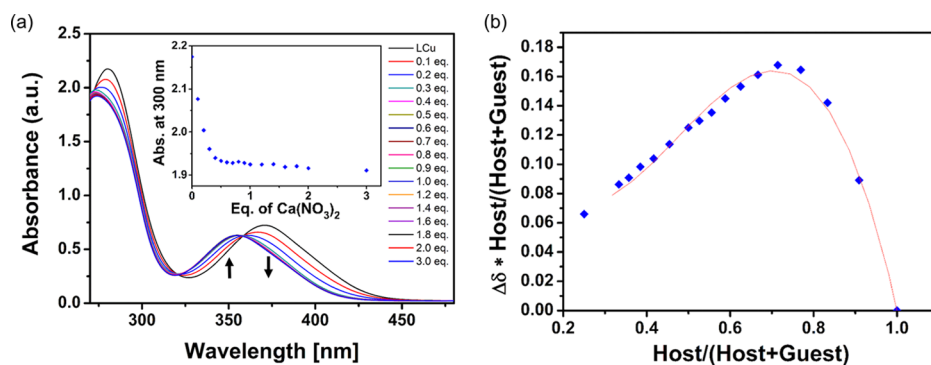 (a)
2.5
2.0
1.5
1.0
0.5
0.0
Absorbance (a.u.)
300
350
400
450
Wavelength [nm]
2.2
2.1
2.0
1.9
Abs. at 300 nm
0
1
2
3
Eq. of Ca(NO₃)₂
LCu
0.1 eq.
0.2 eq.
0.3 eq.
0.4 eq.
0.5 eq.
0.6 eq.
0.7 eq.
0.8 eq.
0.9 eq.
1.0 eq.
1.2 eq.
1.4 eq.
1.6 eq.
1.8 eq.
2.0 eq.
3.0 eq.
(b)
0.18
0.16
0.14
0.12
0.10
0.08
0.06
0.04
0.02
0.00
Δδ * Host/(Host+Guest)
0.2
0.4
0.6
0.8
1.0
Host/(Host+Guest)